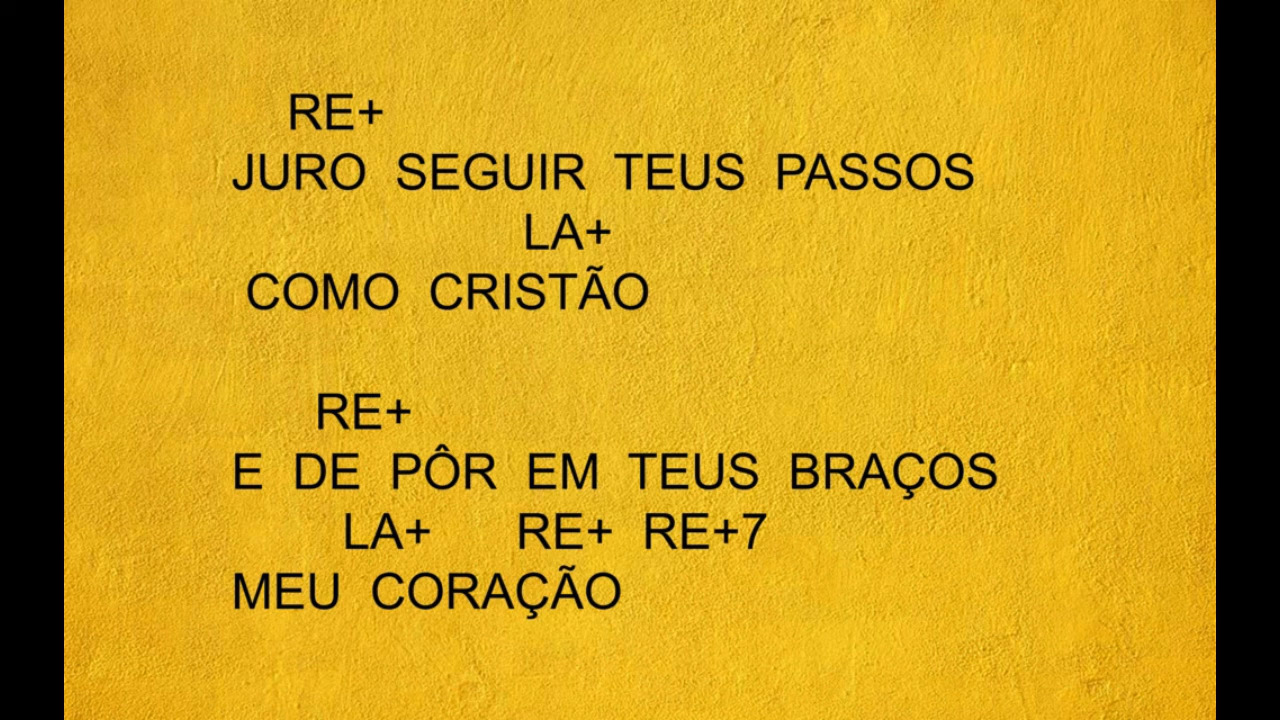 RE+
JURO SEGUIR TEUS PASSOS
LA+
COMO CRISTÃO
RE+
E DE PÔR EM TEUS BRAÇOS
LA+ RE+ RE+7
MEU CORAÇÃO